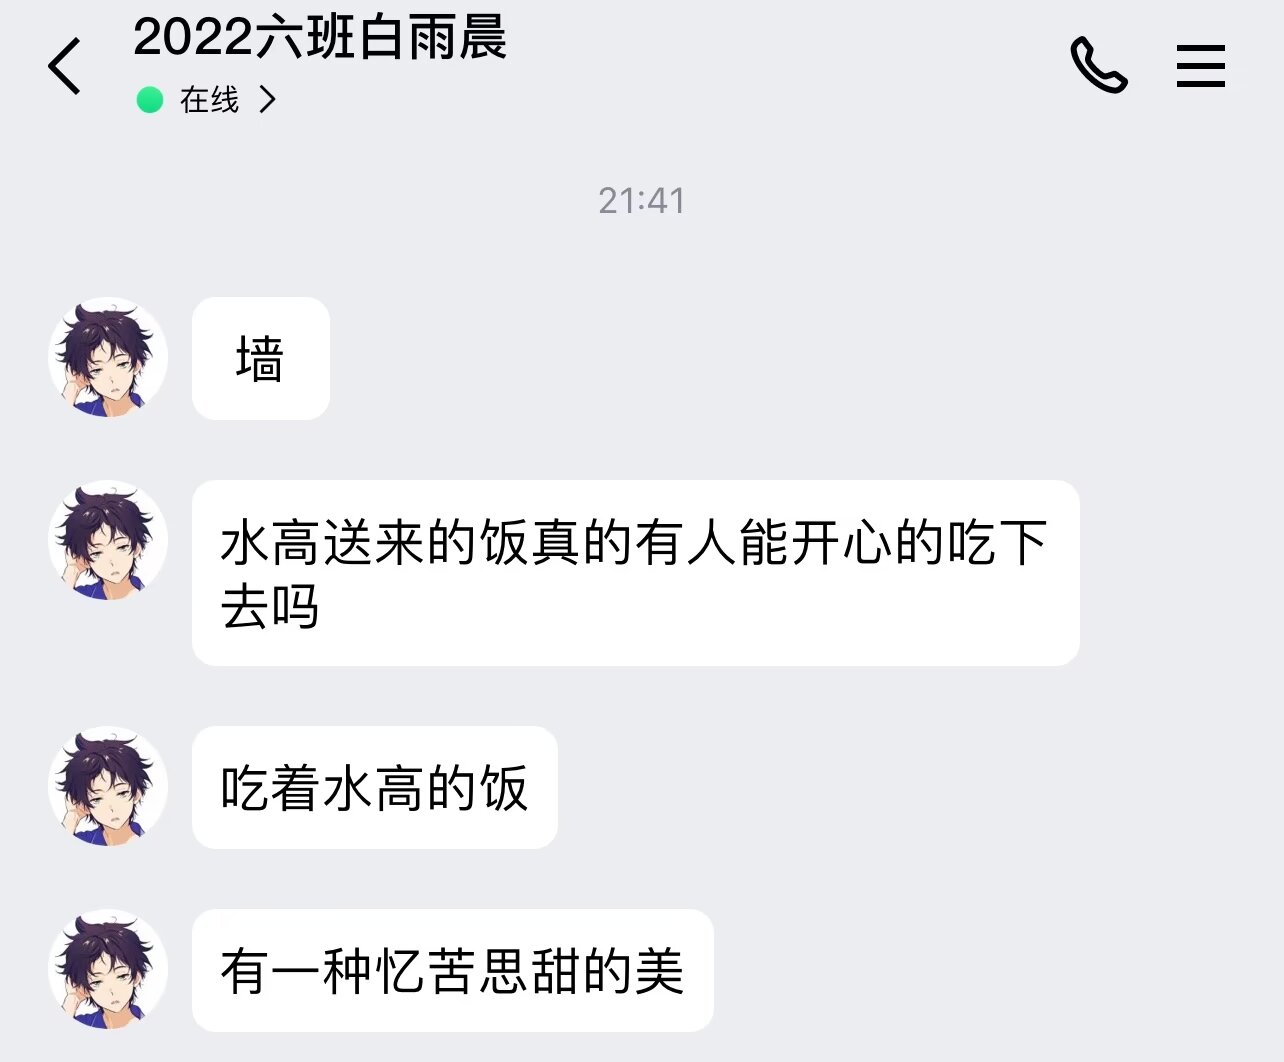 2022六班白雨晨
在线
21:41
墙
水高送来的饭真的有人能开心的吃下
去吗
吃着水高的饭
有一种忆苦思甜的美